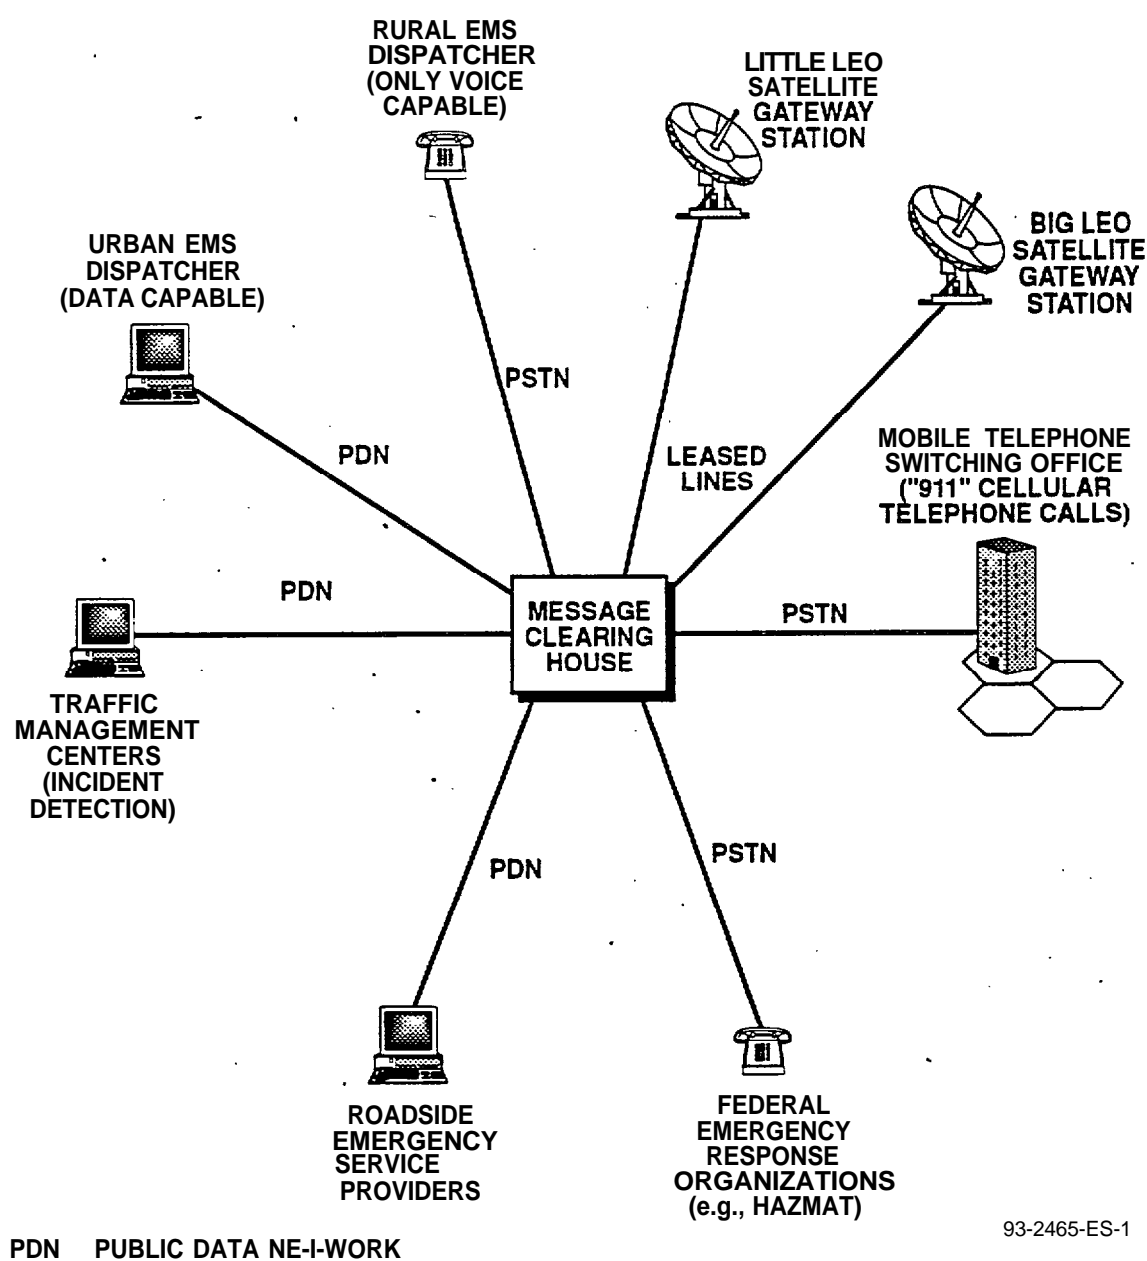 RURAL EMS
DISPATCHER
(ONLY VOICE
CAPABLE)
LITTLE LEO
SATELLITE
GATEWAY
STATION
BIG LEO
SATELLITE
GATEWAY
STATION
URBAN EMS
DISPATCHER
(DATA CAPABLE)
PSTN
PDN
LEASED
LINES
MOBILE TELEPHONE
SWITCHING OFFICE
("911" CELLULAR
TELEPHONE CALLS)
PDN
MESSAGE
CLEARING
HOUSE
PSTN
TRAFFIC
MANAGEMENT
CENTERS
(INCIDENT
DETECTION)
PDN
PSTN
ROADSIDE
EMERGENCY
SERVICE
PROVIDERS
FEDERAL
EMERGENCY
RESPONSE
ORGANIZATIONS
(e.g., HAZMAT)
93-2465-ES-1
PDN PUBLIC DATA NE-I-WORK